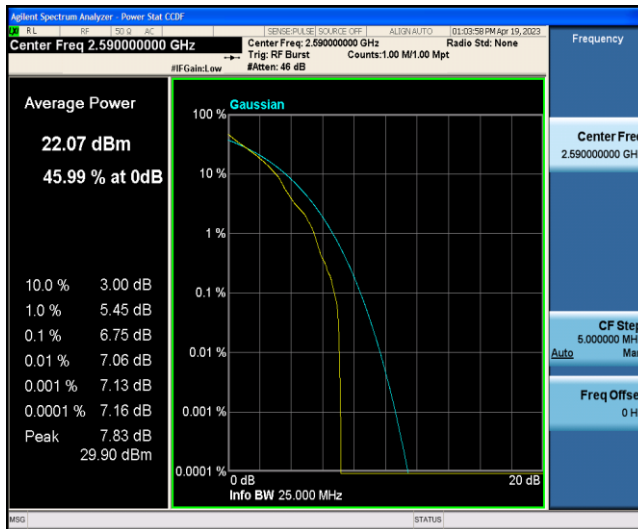 Agilent Spectrum Analyzer - Power Stat CCDF
RL RF 50 Ω AC SENSE:PULSE SOURCE OFF ALIGN AUTO 01:03:58 PM Apr 19, 2023
Center Freq 2.590000000 GHz
Center Freq: 2.590000000 GHz Radio Std: None
Trig: RF Burst Counts:1.00 M/1.00 Mpt
#IFGain:Low #Atten: 46 dB
Frequency
Average Power
22.07 dBm
45.99 % at 0dB
10.0 % 3.00 dB
1.0 % 5.45 dB
0.1 % 6.75 dB
0.01 % 7.06 dB
0.001 % 7.13 dB
0.0001 % 7.16 dB
Peak 7.83 dB
29.90 dBm
Gaussian
100 %
10 %
1 %
0.1 %
0.01 %
0.001 %
0.0001 %
0 dB 20 dB
Info BW 25.000 MHz
Center Fre
2.590000000 GH
CF Step
5.000000 MH
Auto Ma
Freq Offse
0 H
MSG STATUS